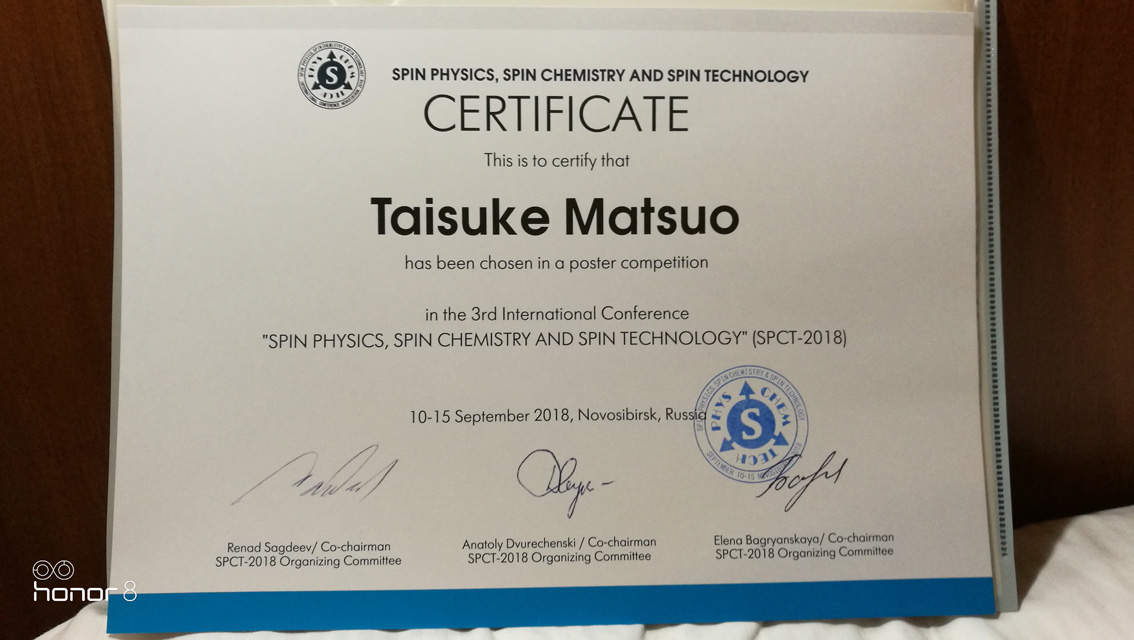 SPIN PHYSICS, SPIN CHEMISTRY AND SPIN TECHNOLOGY
CERTIFICATE
This is to certify that
Taisuke Matsuo
has been chosen in a poster competition
in the 3rd International Conference
"SPIN PHYSICS, SPIN CHEMISTRY AND SPIN TECHNOLOGY" (SPCT-2018)
10-15 September 2018, Novosibirsk, Russia
PHYS CHEM TECH
S
Renad Sagdeev/ Co-chairman
SPCT-2018 Organizing Committee
Anatoly Dvurechenski / Co-chairman
SPCT-2018 Organizing Committee
Elena Bagryanskaya/ Co-chairman
SPCT-2018 Organizing Committee
honor 8